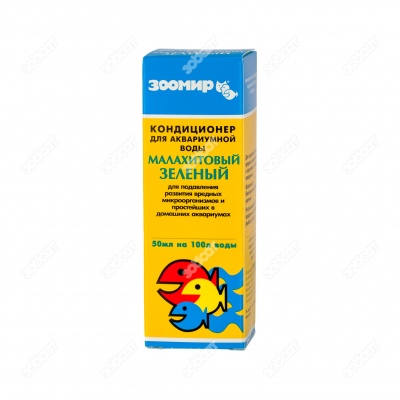 ЗООМИР
КОНДИЦИОНЕР
ДЛЯ АКВАРИУМНОЙ
ВОДЫ
МАЛАХИТОВЫЙ
ЗЕЛЕНЫЙ
для подавления
развития вредных
микроорганизмов и
простейших в
домашних аквариумах
50мл на 100л воды